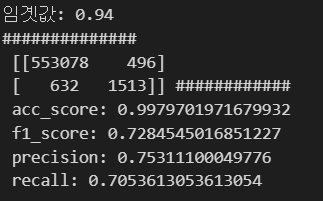 임곗값: 0.94
##############
[[553078    496]
[   632   1513]] ############
acc_score: 0.9979701971679932
f1_score: 0.7284545016851227
precision: 0.75311100049776
recall: 0.7053613053613054